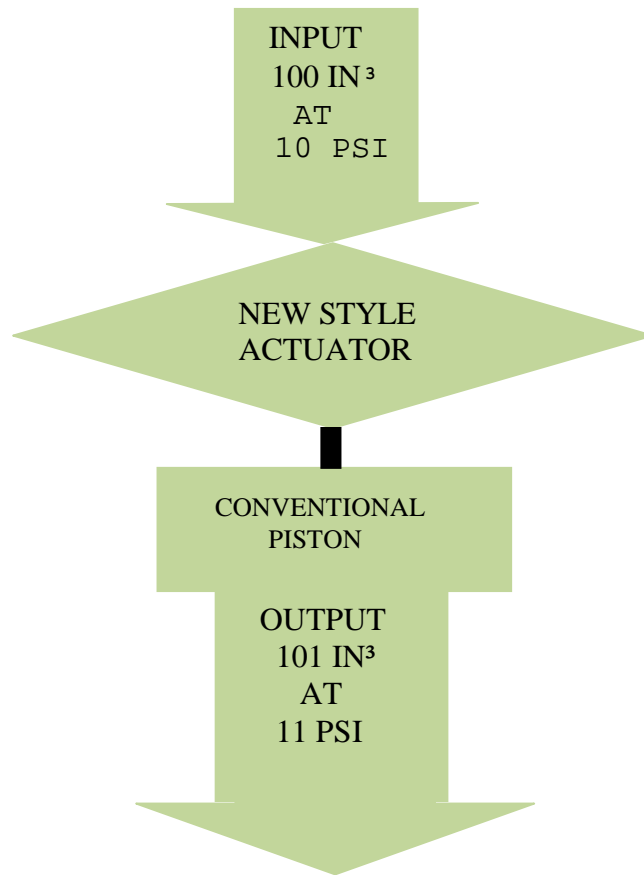 INPUT
100 IN³
AT
10 PSI
NEW STYLE
ACTUATOR
CONVENTIONAL
PISTON
OUTPUT
101 IN³
AT
11 PSI